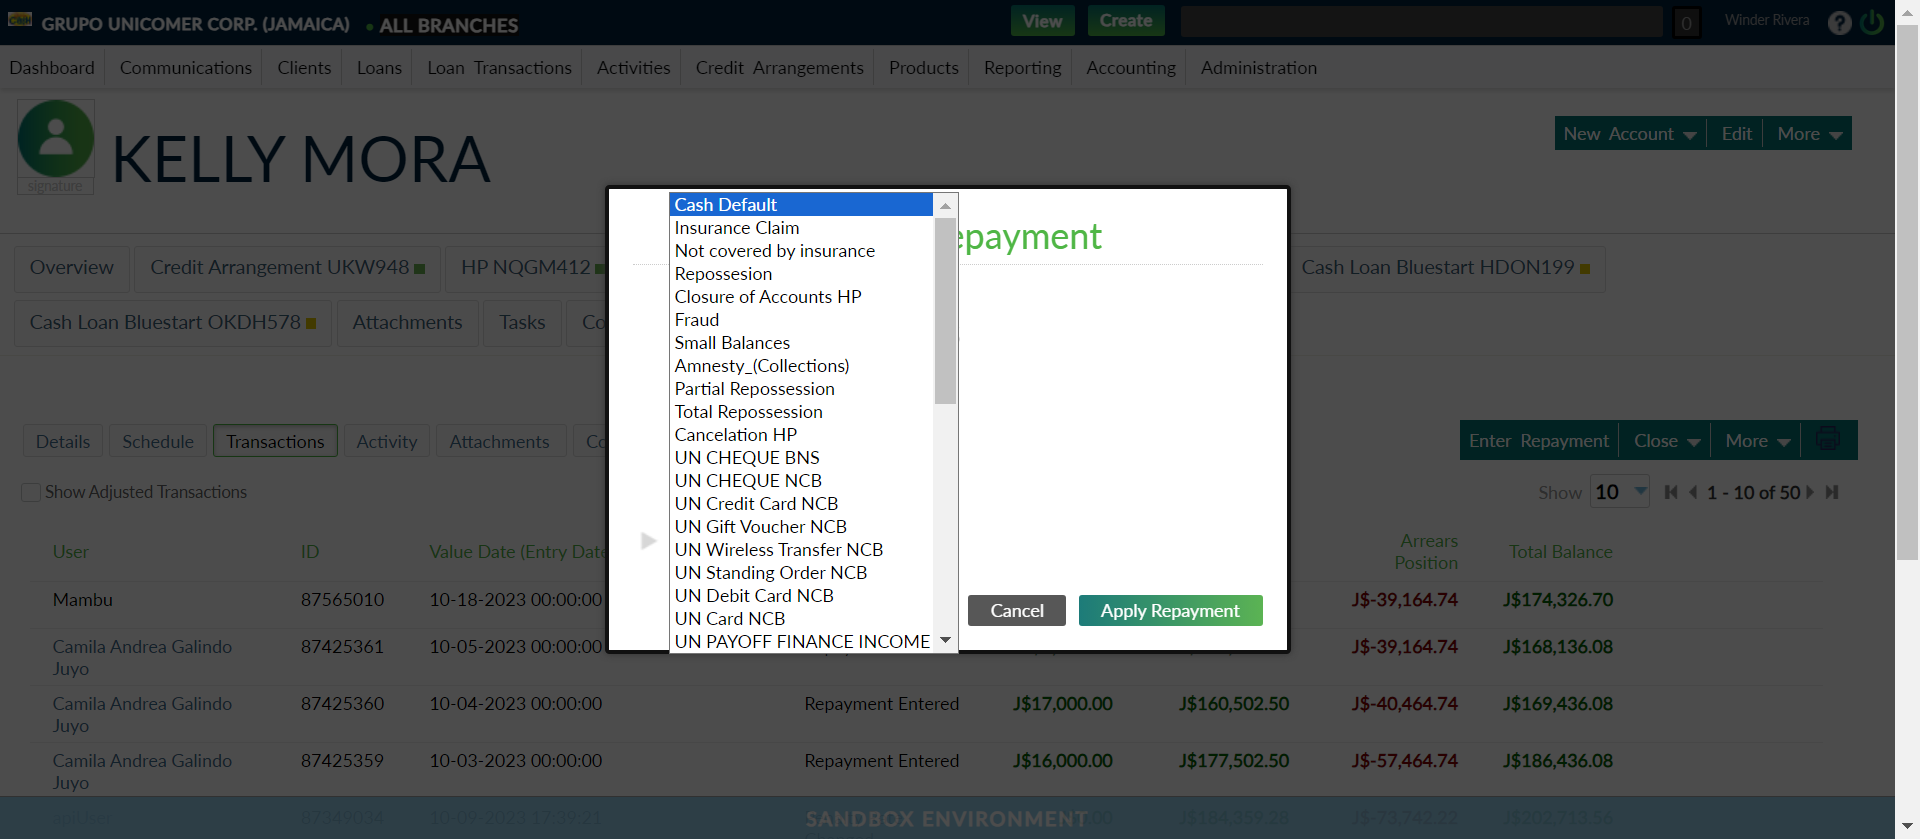 GRUPO UNICOMER CORP. (JAMAICA) • ALL BRANCHES View Create 0 Winder Rivera ?
Dashboard Communications Clients Loans Loan Transactions Activities Credit Arrangements Products Reporting Accounting Administration
KELLY MORA
signature
New Account Edit More
Overview Credit Arrangement UKW948 HP NQGM412 Cash Loan Bluestart HDON199
Cash Loan Bluestart OKDH578 Attachments Tasks
epayment
Cash Default
Insurance Claim
Not covered by insurance
Repossesion
Closure of Accounts HP
Fraud
Small Balances
Amnesty_(Collections)
Partial Repossession
Total Repossession
Cancelation HP
UN CHEQUE BNS
UN CHEQUE NCB
UN Credit Card NCB
UN Gift Voucher NCB
UN Wireless Transfer NCB
UN Standing Order NCB
UN Debit Card NCB
UN Card NCB
UN PAYOFF FINANCE INCOME
Cancel Apply Repayment
Details Schedule Transactions Activity Attachments Co
Enter Repayment Close More
Show Adjusted Transactions
Show 10 1 - 10 of 50
User ID Value Date (Entry Date Arrears Position Total Balance
Mambu 87565010 10-18-2023 00:00:00 J$-39,164.74 J$174,326.70
Camila Andrea Galindo Juyo 87425361 10-05-2023 00:00:00 J$-39,164.74 J$168,136.08
Camila Andrea Galindo Juyo 87425360 10-04-2023 00:00:00 Repayment Entered J$17,000.00 J$160,502.50 J$-40,464.74 J$169,436.08
Camila Andrea Galindo Juyo 87425359 10-03-2023 00:00:00 Repayment Entered J$16,000.00 J$177,502.50 J$-57,464.74 J$186,436.08
apiUser 87349034 10-09-2023 17:39:21 J$184,359.28 J$-73,742.22 J$202,713.56
SANDBOX ENVIRONMENT